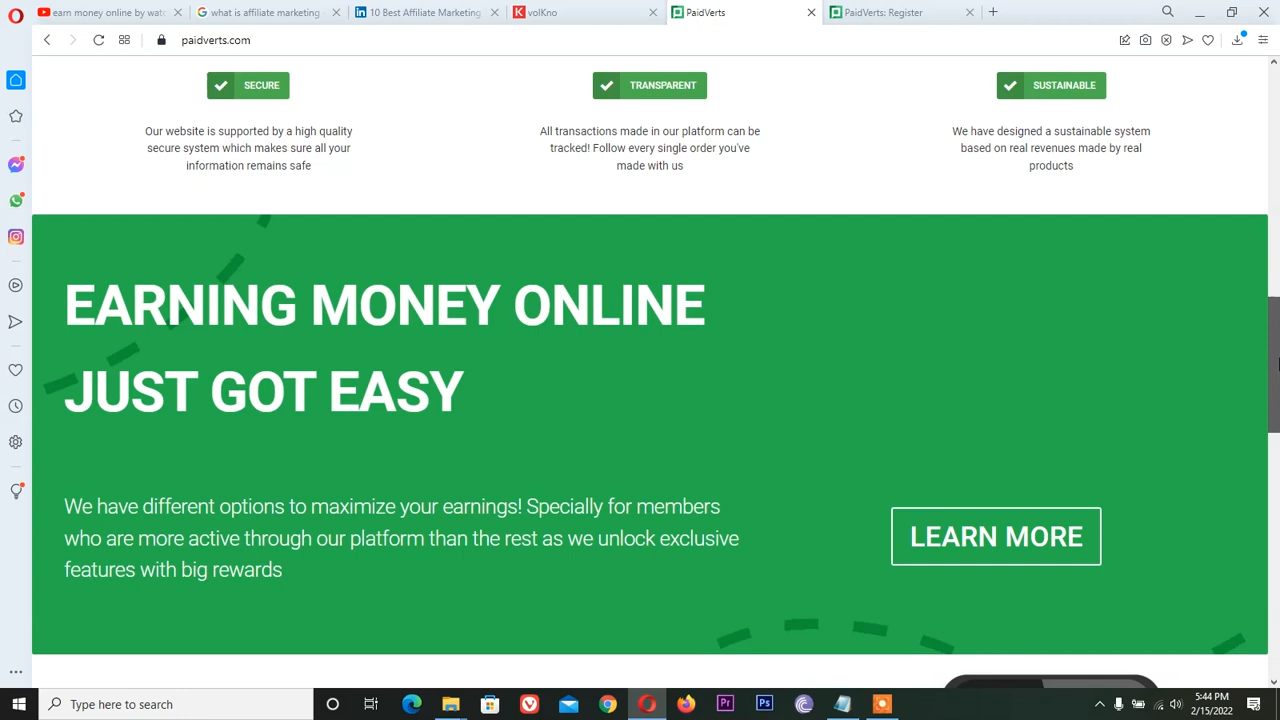 earn money online by watc
what is affiliate marketing -
10 Best Affiliate Marketing
volKno
PaidVerts
PaidVerts: Register
paidverts.com
SECURE
TRANSPARENT
SUSTAINABLE
Our website is supported by a high quality
secure system which makes sure all your
information remains safe
All transactions made in our platform can be
tracked! Follow every single order you've
made with us
We have designed a sustainable system
based on real revenues made by real
products
EARNING MONEY ONLINE
JUST GOT EASY
We have different options to maximize your earnings! Specially for members
who are more active through our platform than the rest as we unlock exclusive
features with big rewards
LEARN MORE
Type here to search
Pr
Ps
5:44 PM
2/15/2022